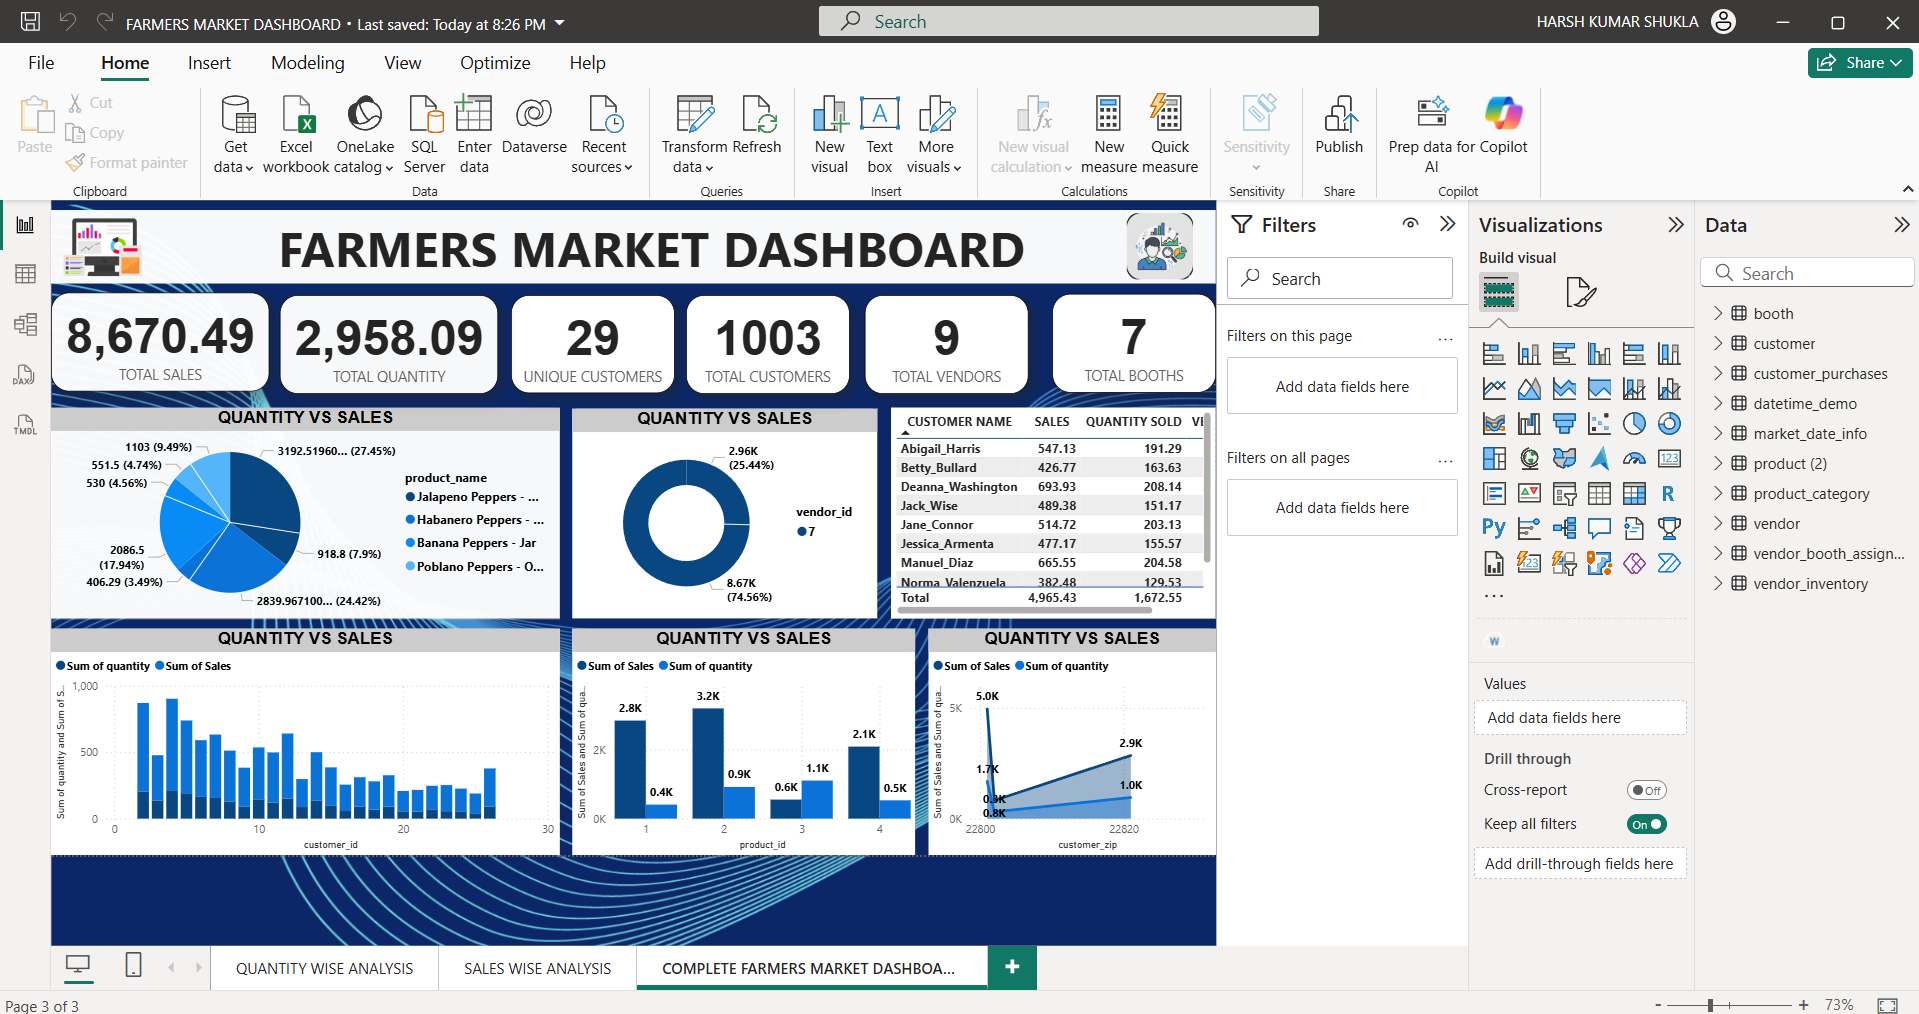 FARMERS MARKET DASHBOARD • Last saved: Today at 8:26 PM
Search
HARSH KUMAR SHUKLA
File
Home
Insert
Modeling
View
Optimize
Help
Share
Paste
Cut
Copy
Format painter
Clipboard
Get data
Excel workbook
OneLake catalog
SQL Server
Enter data
Dataverse
Recent sources
Data
Transform data
Refresh
Queries
New visual
Text box
More visuals
Insert
New visual calculation
New measure
Quick measure
Calculations
Sensitivity
Sensitivity
Publish
Share
Prep data for AI
Copilot
Copilot
DAX
TMDL
FARMERS MARKET DASHBOARD
8,670.49
TOTAL SALES
2,958.09
TOTAL QUANTITY
29
UNIQUE CUSTOMERS
1003
TOTAL CUSTOMERS
9
TOTAL VENDORS
7
TOTAL BOOTHS
QUANTITY VS SALES
1103 (9.49%)
551.5 (4.74%)
530 (4.56%)
2086.5
(17.94%)
406.29 (3.49%)
3192.51960... (27.45%)
918.8 (7.9%)
2839.967100... (24.42%)
product_name
Jalapeno Peppers - ...
Habanero Peppers - ...
Banana Peppers - Jar
Poblano Peppers - O...
QUANTITY VS SALES
2.96K
(25.44%)
8.67K
(74.56%)
vendor_id
7
CUSTOMER NAME SALES QUANTITY SOLD VE
Abigail_Harris 547.13 191.29
Betty_Bullard 426.77 163.63
Deanna_Washington 693.93 208.14
Jack_Wise 489.38 151.17
Jane_Connor 514.72 203.13
Jessica_Armenta 477.17 155.57
Manuel_Diaz 665.55 204.58
Norma_Valenzuela 382.48 129.53
Total 4,965.43 1,672.55
QUANTITY VS SALES
Sum of quantity Sum of Sales
Sum of quantity and Sum of S...
1,000
500
0
0 10 20 30
customer_id
QUANTITY VS SALES
Sum of Sales Sum of quantity
Sum of Sales and Sum of qua...
2K
0K
2.8K
0.4K
3.2K
0.9K
0.6K
1.1K
2.1K
0.5K
1 2 3 4
product_id
QUANTITY VS SALES
Sum of Sales Sum of quantity
Sum of Sales and Sum of qua...
5K
0K
5.0K
1.7K
0.8K
2.9K
1.0K
22800 22820
customer_zip
Filters
Search
Filters on this page ...
Add data fields here
Filters on all pages ...
Add data fields here
Visualizations
Build visual
123
R
Py
123
...
W
Values
Add data fields here
Drill through
Cross-report Off
Keep all filters On
Add drill-through fields here
Data
Search
booth
customer
customer_purchases
datetime_demo
market_date_info
product (2)
product_category
vendor
vendor_booth_assign...
vendor_inventory
QUANTITY WISE ANALYSIS
SALES WISE ANALYSIS
COMPLETE FARMERS MARKET DASHBOA...
+
Page 3 of 3
- + 73%